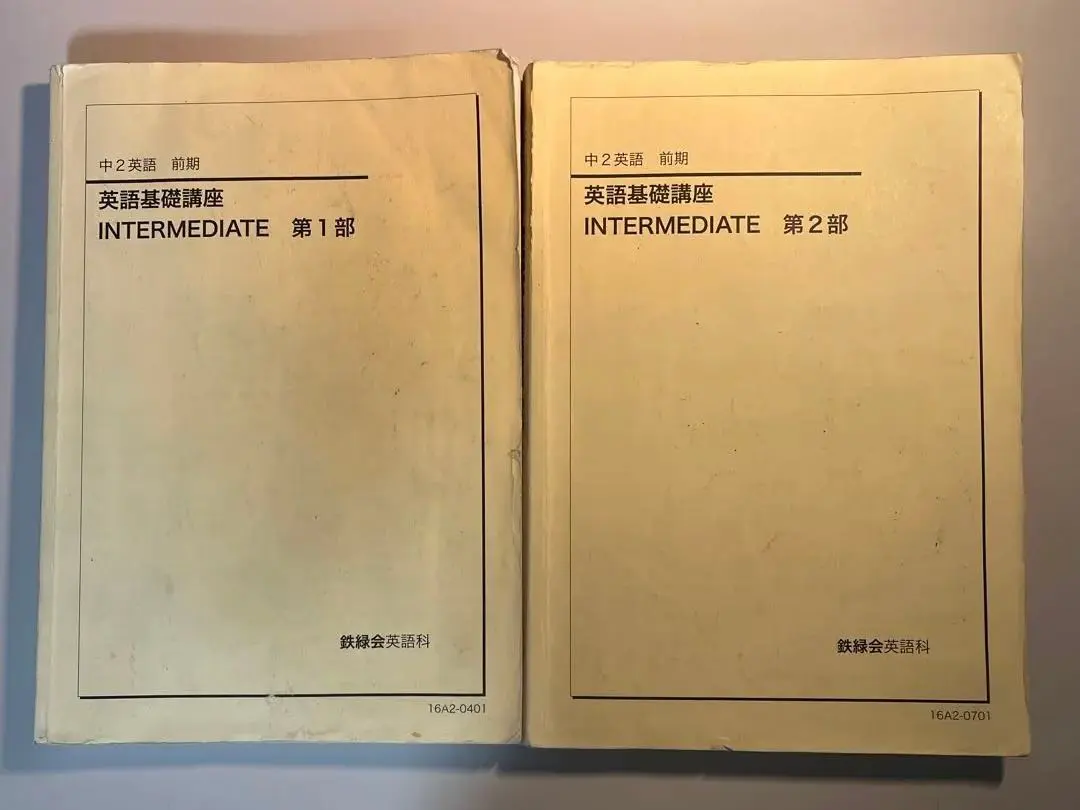 中2英語 前期
英語基礎講座
INTERMEDIATE 第1部
鉄緑会英語科
16A2-0401
中2英語 前期
英語基礎講座
INTERMEDIATE 第2部
鉄緑会英語科
16A2-0701